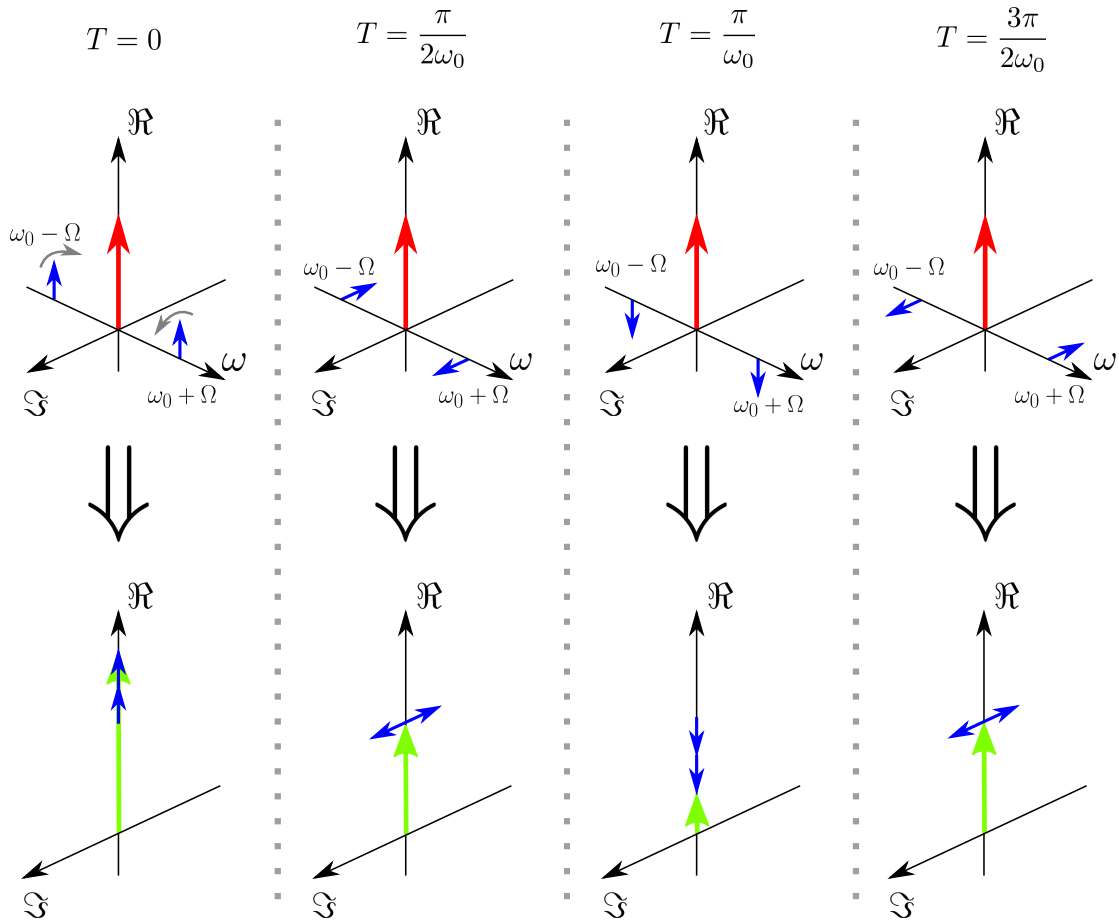 T = 0
T = π/2ω₀
T = π/ω₀
T = 3π/2ω₀
ℜ
ℜ
ℜ
ℜ
ω₀ − Ω
ω₀ − Ω
ω₀ − Ω
ω₀ − Ω
ω
ω
ω
ω
ω₀ + Ω
ω₀ + Ω
ω₀ + Ω
ω₀ + Ω
ℑ
ℑ
ℑ
ℑ
ℜ
ℜ
ℜ
ℜ
ℑ
ℑ
ℑ
ℑ